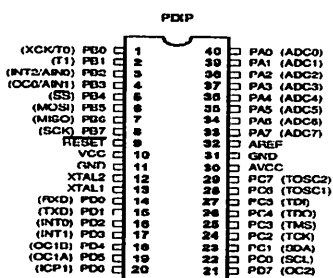 PDIP
(XCK/T0) PB0 1 40 PA0 (ADC0)
(T1) PB1 2 39 PA1 (ADC1)
(INT2/AIN0) PB2 3 38 PA2 (ADC2)
(OC0/AIN1) PB3 4 37 PA3 (ADC3)
(SS) PB4 5 36 PA4 (ADC4)
(MOSI) PB5 6 35 PA5 (ADC5)
(MISO) PB6 7 34 PA6 (ADC6)
(SCK) PB7 8 33 PA7 (ADC7)
RESET 9 32 AREF
VCC 10 31 GND
GND 11 30 AVCC
XTAL2 12 29 PC7 (TOSC2)
XTAL1 13 28 PC6 (TOSC1)
(RXD) PD0 14 27 PC5 (TDI)
(TXD) PD1 15 26 PC4 (TDO)
(INT0) PD2 16 25 PC3 (TMS)
(INT1) PD3 17 24 PC2 (TCK)
(OC1B) PD4 18 23 PC1 (SDA)
(OC1A) PD5 19 22 PC0 (SCL)
(ICP1) PD6 20 21 PD7 (OC2)